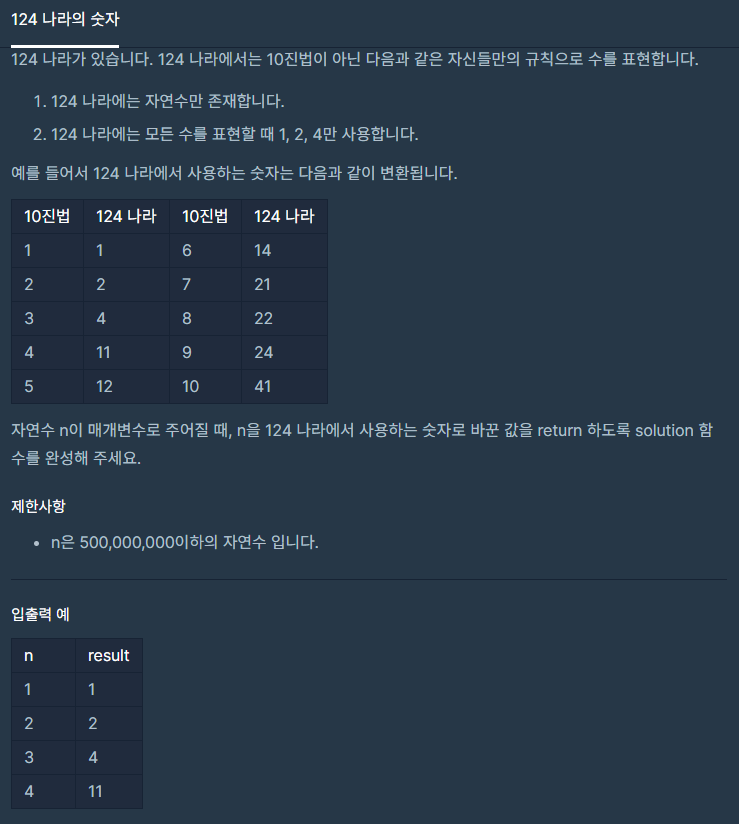 124 나라의 숫자
124 나라가 있습니다. 124 나라에서는 10진법이 아닌 다음과 같은 자신들만의 규칙으로 수를 표현합니다.
1. 124 나라에는 자연수만 존재합니다.
2. 124 나라에는 모든 수를 표현할 때 1, 2, 4만 사용합니다.
예를 들어서 124 나라에서 사용하는 숫자는 다음과 같이 변환됩니다.
10진법 124 나라 10진법 124 나라
1 1 6 14
2 2 7 21
3 4 8 22
4 11 9 24
5 12 10 41
자연수 n이 매개변수로 주어질 때, n을 124 나라에서 사용하는 숫자로 바꾼 값을 return 하도록 solution 함
수를 완성해 주세요.
제한사항
• n은 500,000,000이하의 자연수 입니다.
입출력 예
n result
1 1
2 2
3 4
4 11